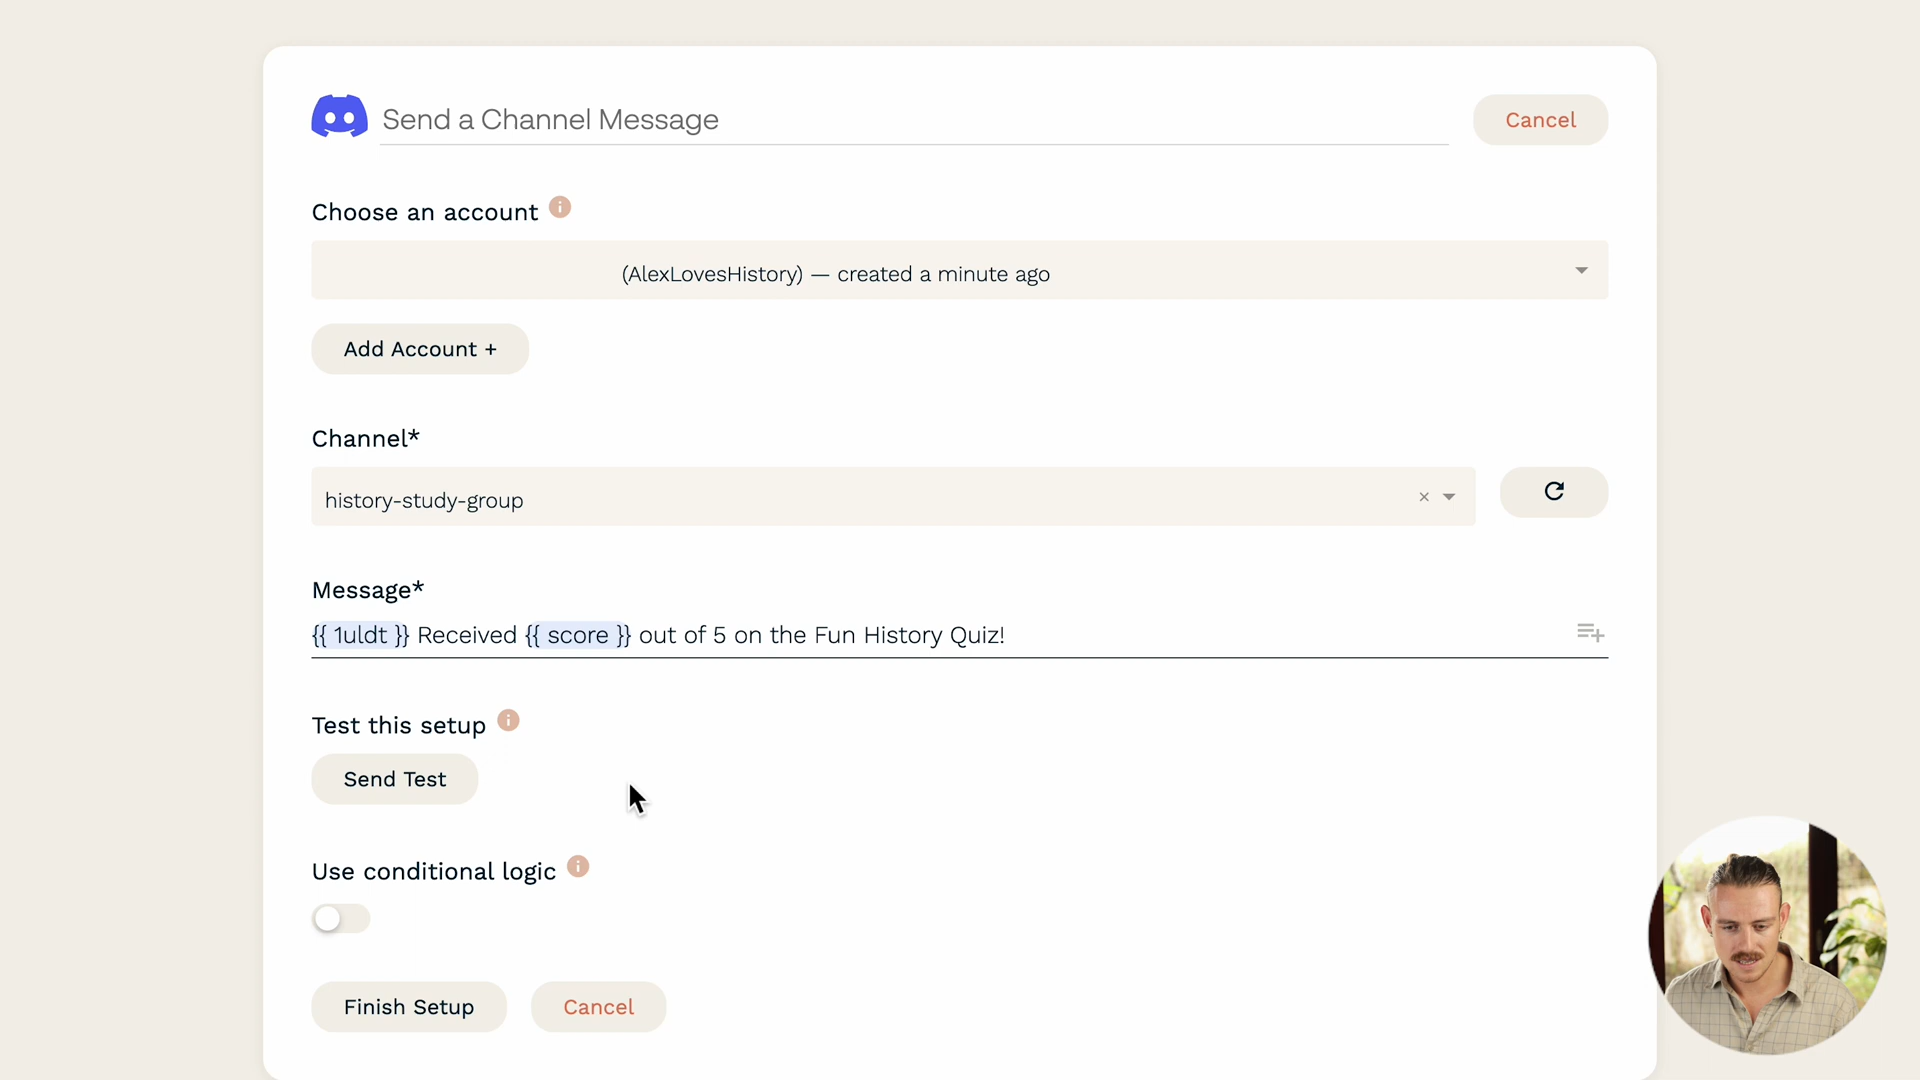 Send a Channel Message
Cancel
Choose an account
(AlexLovesHistory) — created a minute ago
Add Account +
Channel*
history-study-group
Message*
{{ 1uldt }} Received {{ score }} out of 5 on the Fun History Quiz!
Test this setup
Send Test
Use conditional logic
Finish Setup
Cancel